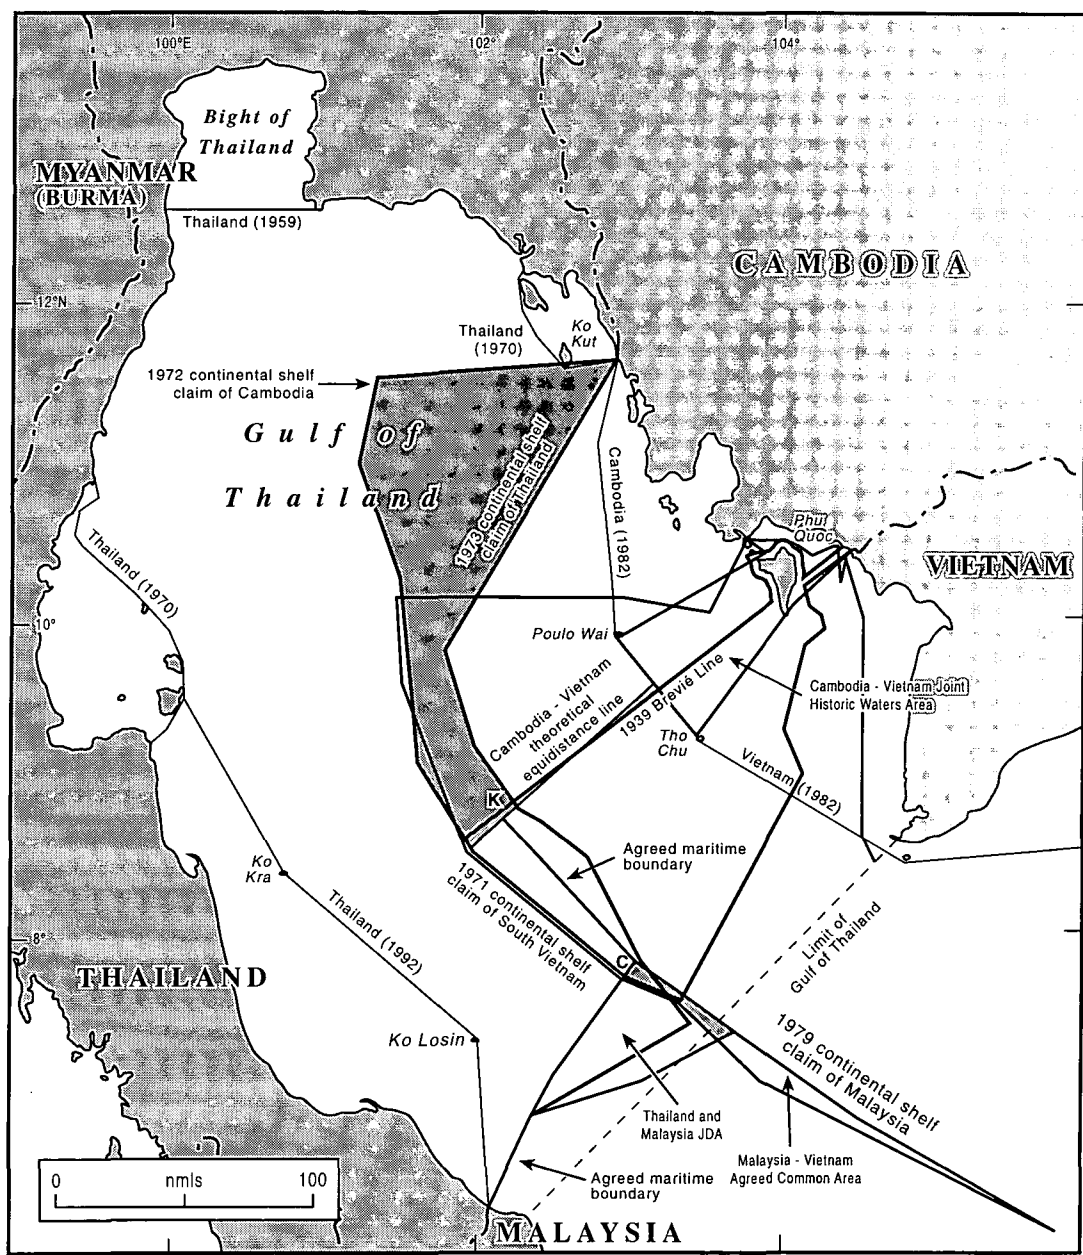 100°E
102°
104°
Bight of
Thailand
MYANMAR
(BURMA)
Thailand (1959)
CAMBODIA
12°N
Thailand
(1970)
Ko
Kut
1972 continental shelf
claim of Cambodia
Gulf of
Thailand
1973 continental shelf
claim of Thailand
Cambodia (1982)
Phu
Quoc
VIETNAM
Thailand (1970)
10°
Poulo Wai
Cambodia - Vietnam
theoretical
equidistance line
1939 Brevié Line
Cambodia - Vietnam Joint
Historic Waters Area
Tho
Chu
Vietnam (1982)
K
Agreed maritime
boundary
Ko
Kra
1971 continental shelf
claim of South Vietnam
Thailand (1992)
Limit of
Gulf of Thailand
8°
C
THAILAND
Ko Losin
1979 continental shelf
claim of Malaysia
Thailand and
Malaysia JDA
Malaysia - Vietnam
Agreed Common Area
Agreed maritime
boundary
0 nmls 100
MALAYSIA